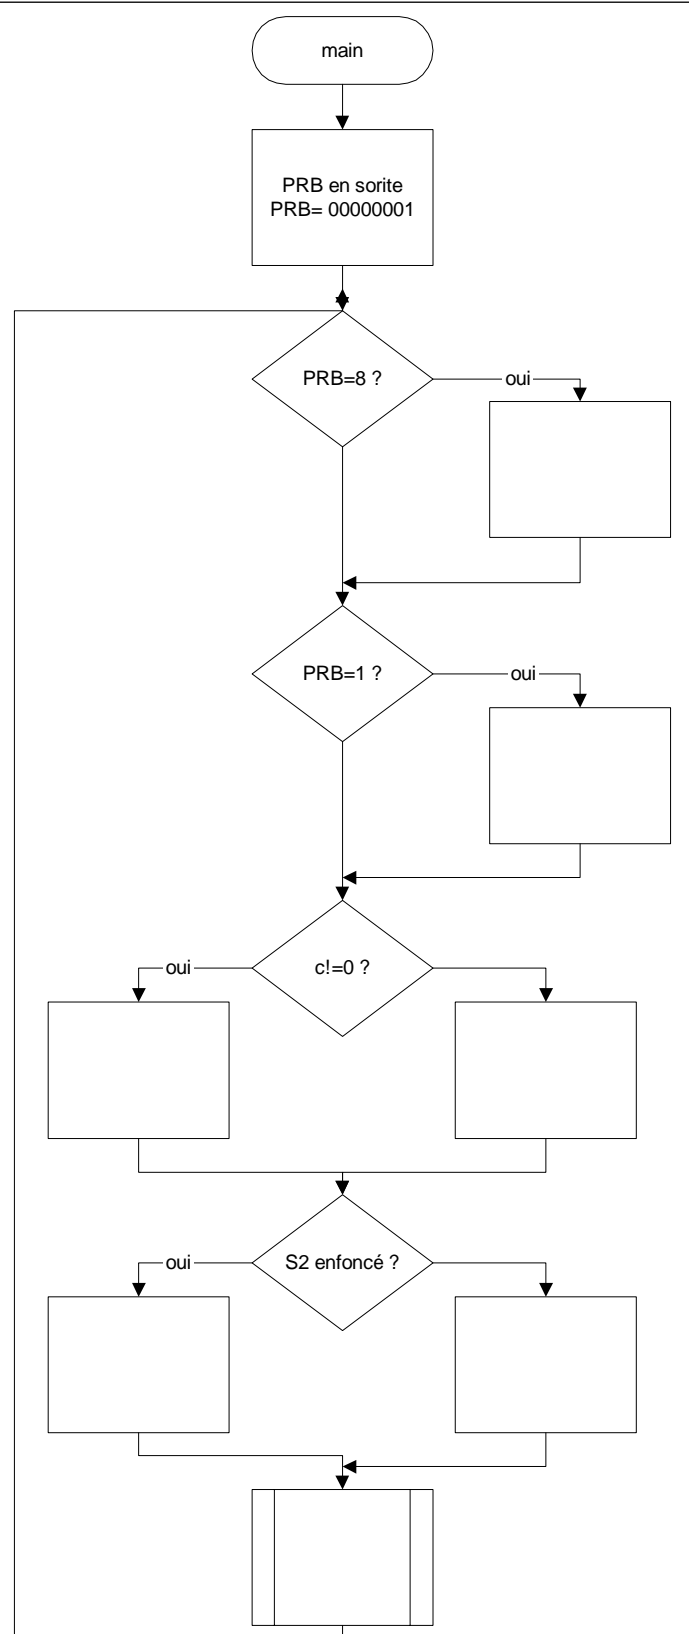 main
PRB en sorite
PRB= 00000001
PRB=8 ?
oui
PRB=1 ?
oui
c!=0 ?
oui
S2 enfoncé ?
oui